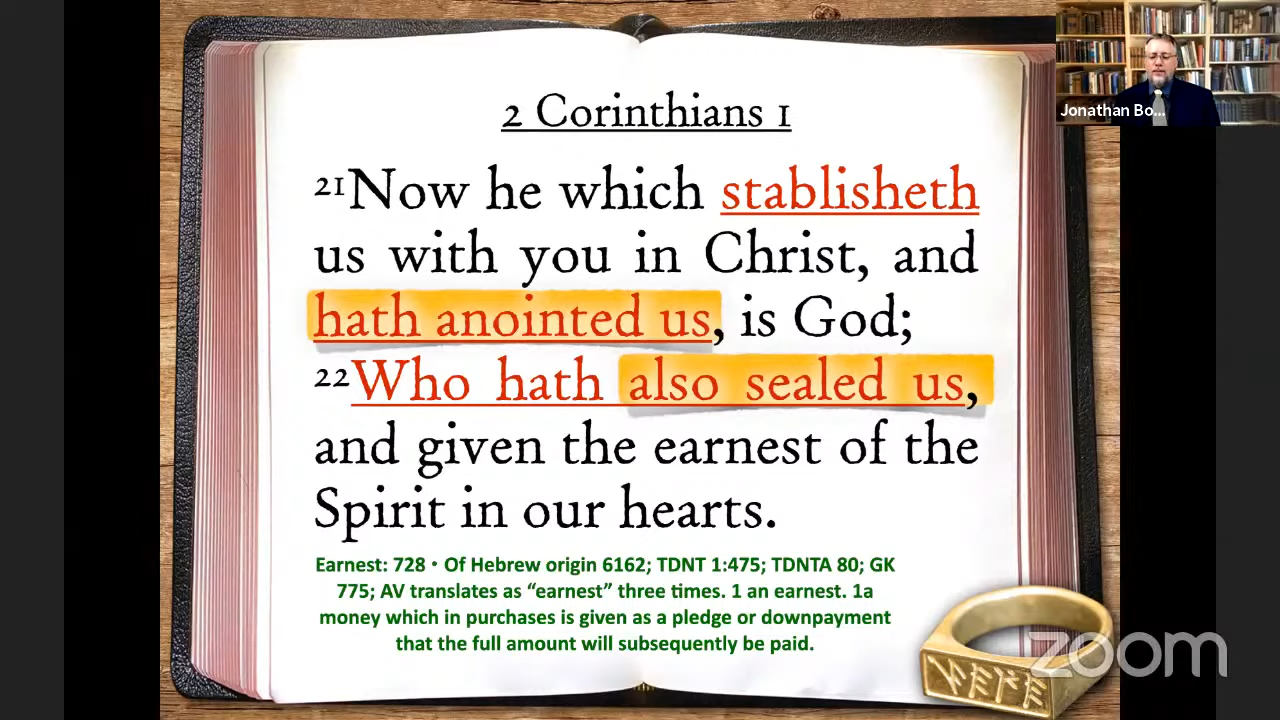 2 Corinthians 1
21Now he which stablisheth
us with you in Christ, and
hath anointed us, is God;
22Who hath also sealed us,
and given the earnest of the
Spirit in our hearts.
Earnest: 728 • Of Hebrew origin 6162; TDNT 1:475; TDNTA 80; GK
775; AV translates as “earnest” three times. 1 an earnest. 1a
money which in purchases is given as a pledge or downpayment
that the full amount will subsequently be paid.
Jonathan Bo...
zoom